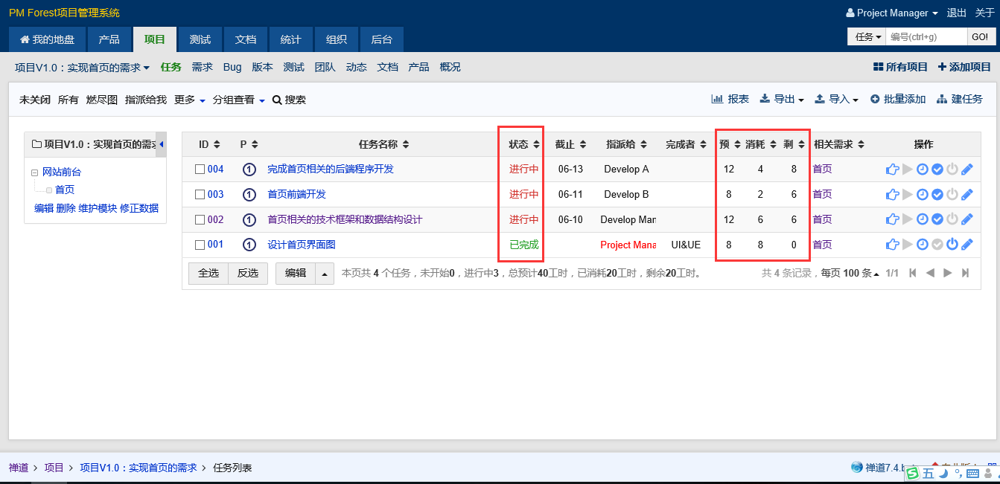 PM Forest项目管理系统 Project Manager 退出 关于
我的地盘 产品 项目 测试 文档 统计 组织 后台 任务 编号(ctrl+g) GO!
项目V1.0：实现首页的需求 任务 需求 Bug 版本 测试 团队 动态 文档 产品 概况 所有项目 添加项目
未关闭 所有 燃尽图 指派给我 更多 分组查看 搜索 报表 导出 导入 批量添加 建任务
项目V1.0：实现首页的需求
网站前台
首页
编辑 删除 维护模块 修正数据
ID P 任务名称 状态 截止 指派给 完成者 预 消耗 剩 相关需求 操作
004 1 完成首页相关的后端程序开发 进行中 06-13 Develop A 12 4 8 首页
003 1 首页前端开发 进行中 06-11 Develop B 8 2 6 首页
002 1 首页相关的技术框架和数据结构设计 进行中 06-10 Develop Man 12 6 6 首页
001 1 设计首页界面图 已完成 Project Mana UI&UE 8 8 0 首页
全选 反选 编辑 本页共 4 个任务，未开始0，进行中3，总预计40工时，已消耗20工时，剩余20工时。 共 4 条记录，每页 100 条 1/1
禅道 项目 项目V1.0：实现首页的需求 任务列表 禅道7.4 五